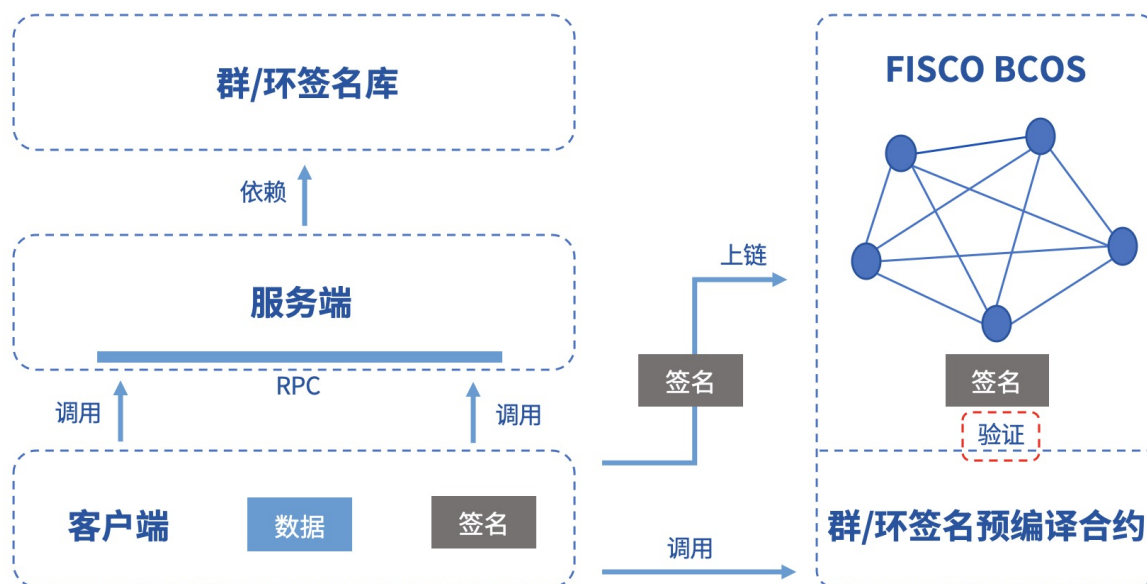 群/环签名库
依赖
服务端
RPC
调用
调用
客户端
数据
签名
上链
签名
调用
FISCO BCOS
签名
验证
群/环签名预编译合约